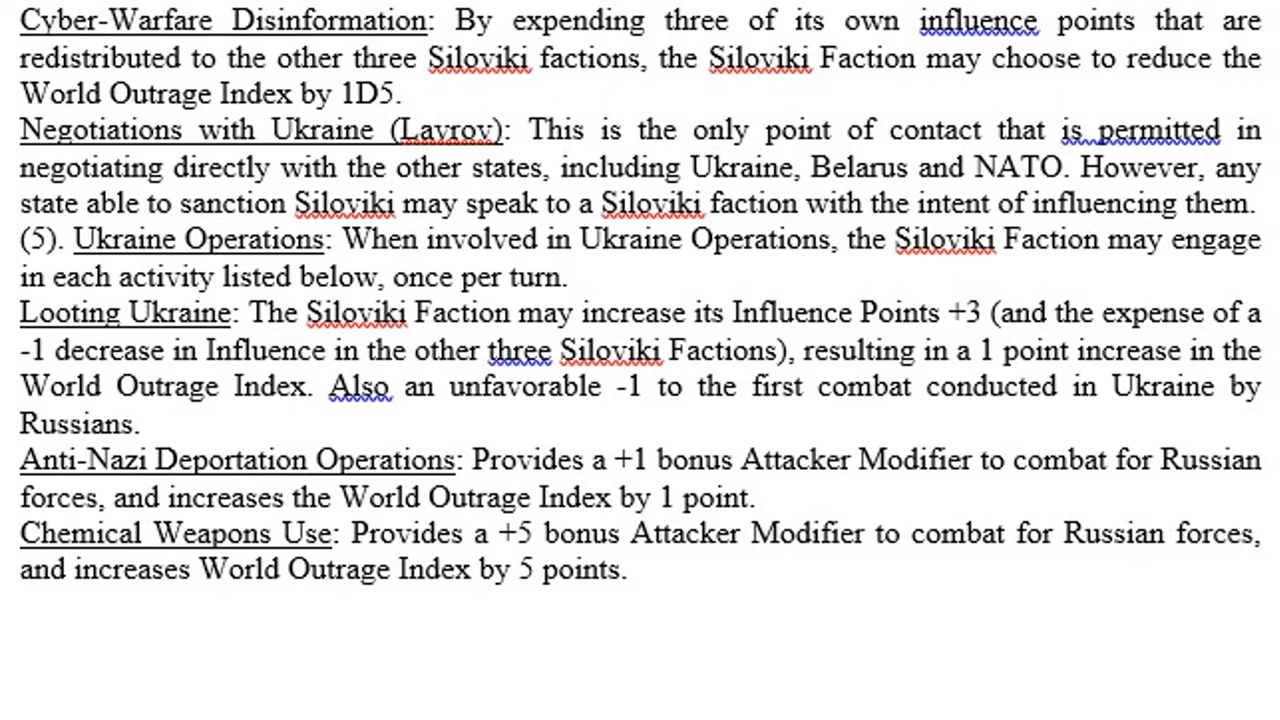 Cyber-Warfare Disinformation: By expending three of its own influence points that are
redistributed to the other three Siloviki factions, the Siloviki Faction may choose to reduce the
World Outrage Index by 1D5.
Negotiations with Ukraine (Lavrov): This is the only point of contact that is permitted in
negotiating directly with the other states, including Ukraine, Belarus and NATO. However, any
state able to sanction Siloviki may speak to a Siloviki faction with the intent of influencing them.
(5). Ukraine Operations: When involved in Ukraine Operations, the Siloviki Faction may engage
in each activity listed below, once per turn.
Looting Ukraine: The Siloviki Faction may increase its Influence Points +3 (and the expense of a
-1 decrease in Influence in the other three Siloviki Factions), resulting in a 1 point increase in the
World Outrage Index. Also an unfavorable -1 to the first combat conducted in Ukraine by
Russians.
Anti-Nazi Deportation Operations: Provides a +1 bonus Attacker Modifier to combat for Russian
forces, and increases the World Outrage Index by 1 point.
Chemical Weapons Use: Provides a +5 bonus Attacker Modifier to combat for Russian forces,
and increases World Outrage Index by 5 points.